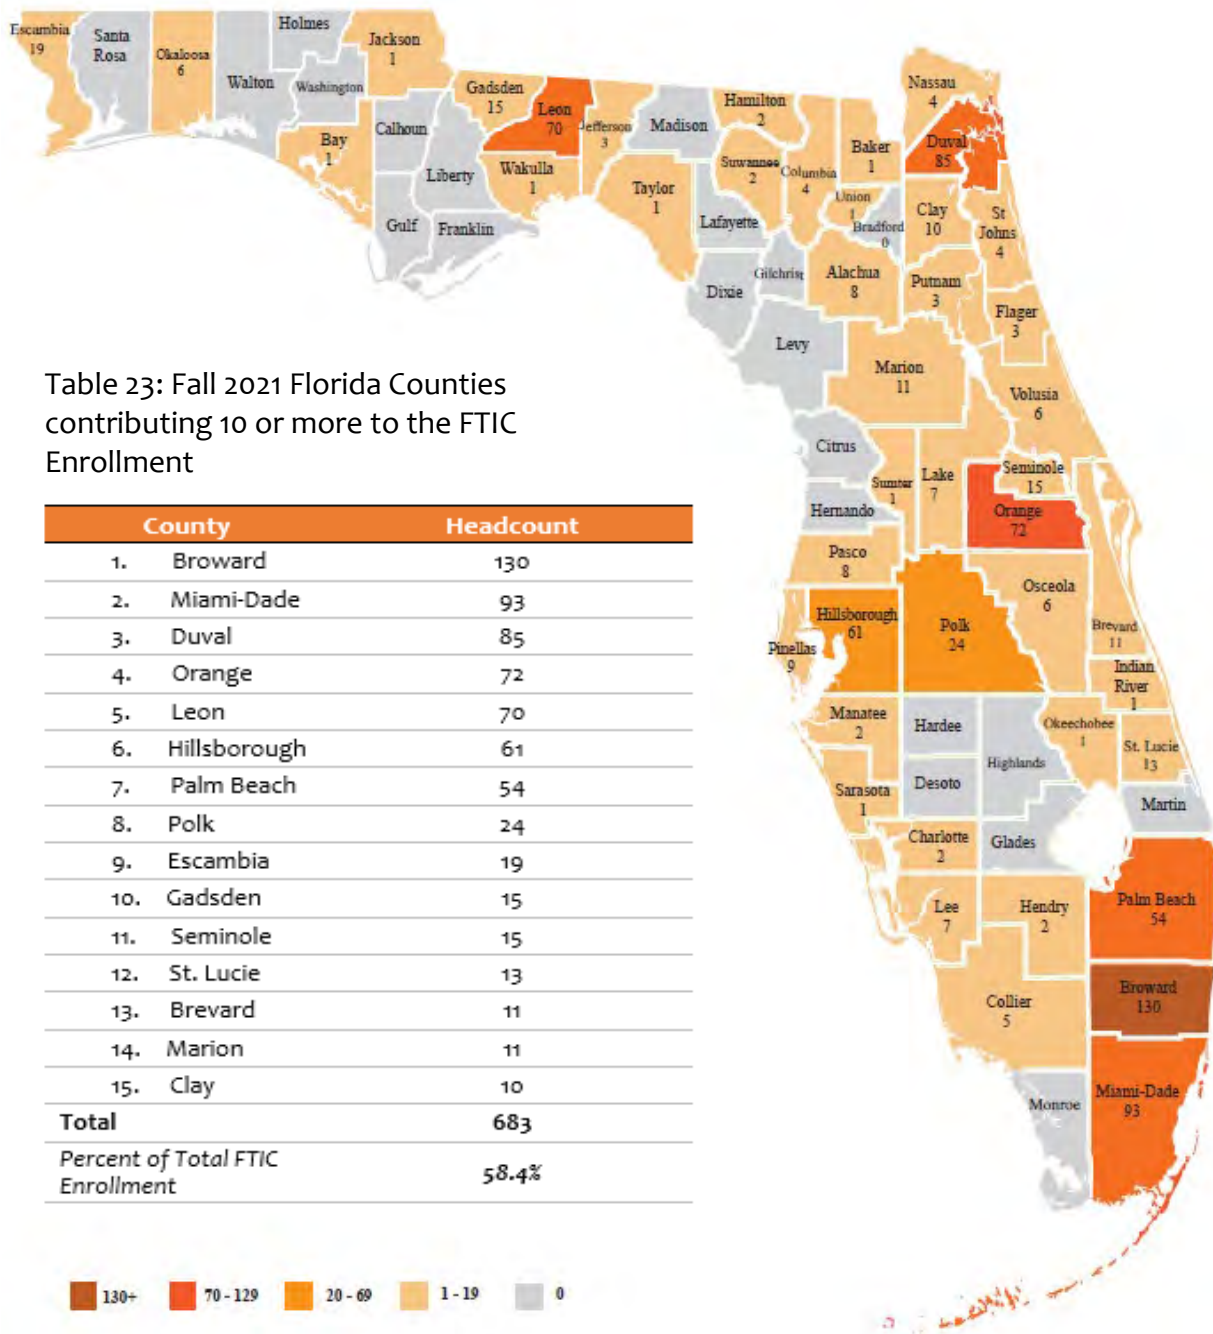 Escambia
19
Santa
Rosa
Okaloosa
6
Walton
Holmes
Washington
Jackson
1
Bay
1
Calhoun
Gulf
Liberty
Franklin
Gadsden
15
Leon
70
Wakulla
1
Jefferson
3
Madison
Taylor
1
Hamilton
2
Suwannee
2
Columbia
4
Lafayette
Dixie
Gilchrist
Baker
1
Union
1
Bradford
0
Nassau
4
Duval
85
Clay
10
St
Johns
4
Alachua
8
Putnam
3
Flager
3
Levy
Marion
11
Volusia
6
Citrus
Sumter
1
Lake
7
Seminole
15
Orange
72
Hernando
Pasco
8
Osceola
6
Brevard
11
Hillsborough
61
Polk
24
Pinellas
9
Indian
River
1
Manatee
2
Hardee
Highlands
Okeechobee
1
St. Lucie
13
Sarasota
1
Desoto
Martin
Charlotte
2
Glades
Lee
7
Hendry
2
Palm Beach
54
Collier
5
Broward
130
Monroe
Miami-Dade
93
Table 23: Fall 2021 Florida Counties
contributing 10 or more to the FTIC
Enrollment
County Headcount
1. Broward 130
2. Miami-Dade 93
3. Duval 85
4. Orange 72
5. Leon 70
6. Hillsborough 61
7. Palm Beach 54
8. Polk 24
9. Escambia 19
10. Gadsden 15
11. Seminole 15
12. St. Lucie 13
13. Brevard 11
14. Marion 11
15. Clay 10
Total 683
Percent of Total FTIC
Enrollment 58.4%
130+ 70 - 129 20 - 69 1 - 19 0